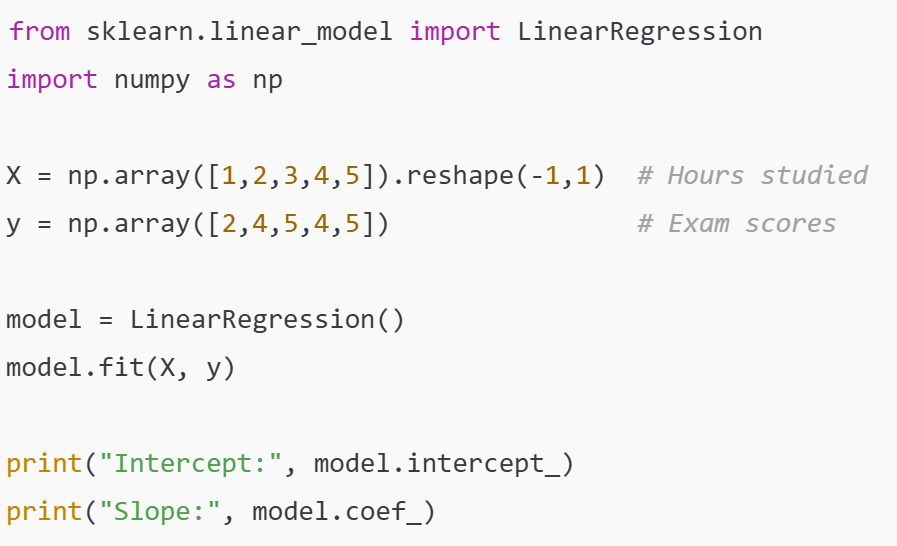 from sklearn.linear_model import LinearRegression
import numpy as np
X = np.array([1,2,3,4,5]).reshape(-1,1)  # Hours studied
y = np.array([2,4,5,4,5])                # Exam scores
model = LinearRegression()
model.fit(X, y)
print("Intercept:", model.intercept_)
print("Slope:", model.coef_)